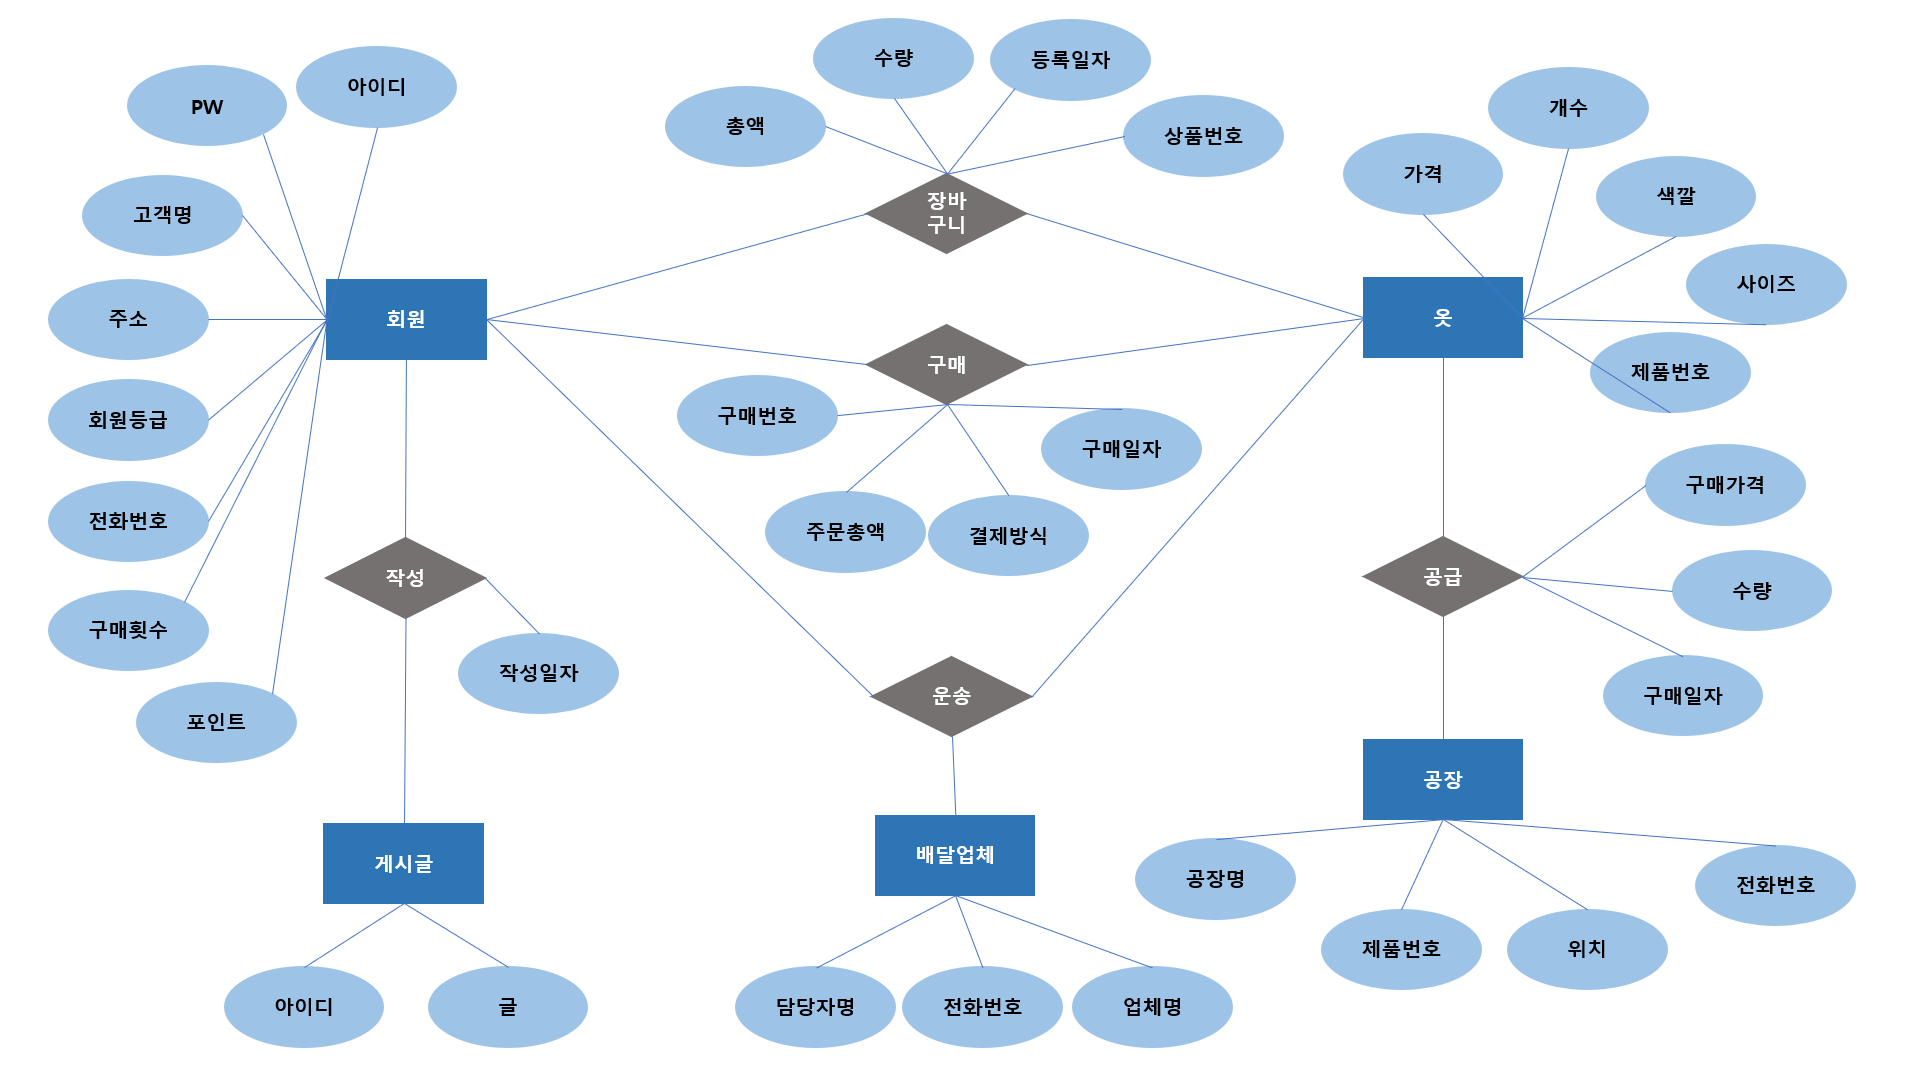 수량
등록일자
아이디
PW
총액
개수
상품번호
가격
색깔
장바
구니
고객명
사이즈
주소
회원
옷
구매
제품번호
회원등급
구매번호
구매일자
구매가격
전화번호
주문총액
결제방식
작성
공급
수량
구매횟수
작성일자
운송
구매일자
포인트
공장
게시글
배달업체
공장명
전화번호
제품번호
위치
아이디
글
담당자명
전화번호
업체명